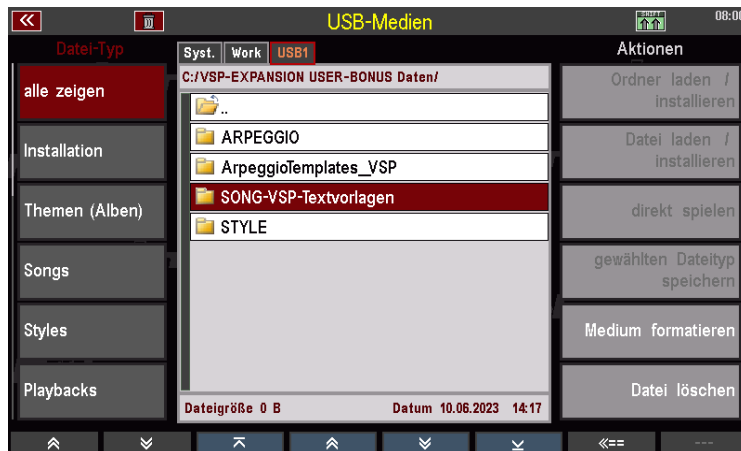 USB-Medien
SHIFT
08:00
Datei-Typ
Syst. Work USB1
Aktionen
C:/VSP-EXPANSION USER-BONUS Daten/
alle zeigen
Installation
Themen (Alben)
Songs
Styles
Playbacks
..
ARPEGGIO
ArpeggioTemplates_VSP
SONG-VSP-Textvorlagen
STYLE
Dateigröße 0 B
Datum 10.06.2023 14:17
Ordner laden /
installieren
Datei laden /
installieren
direkt spielen
gewählten Dateityp
speichern
Medium formatieren
Datei löschen
«==
---